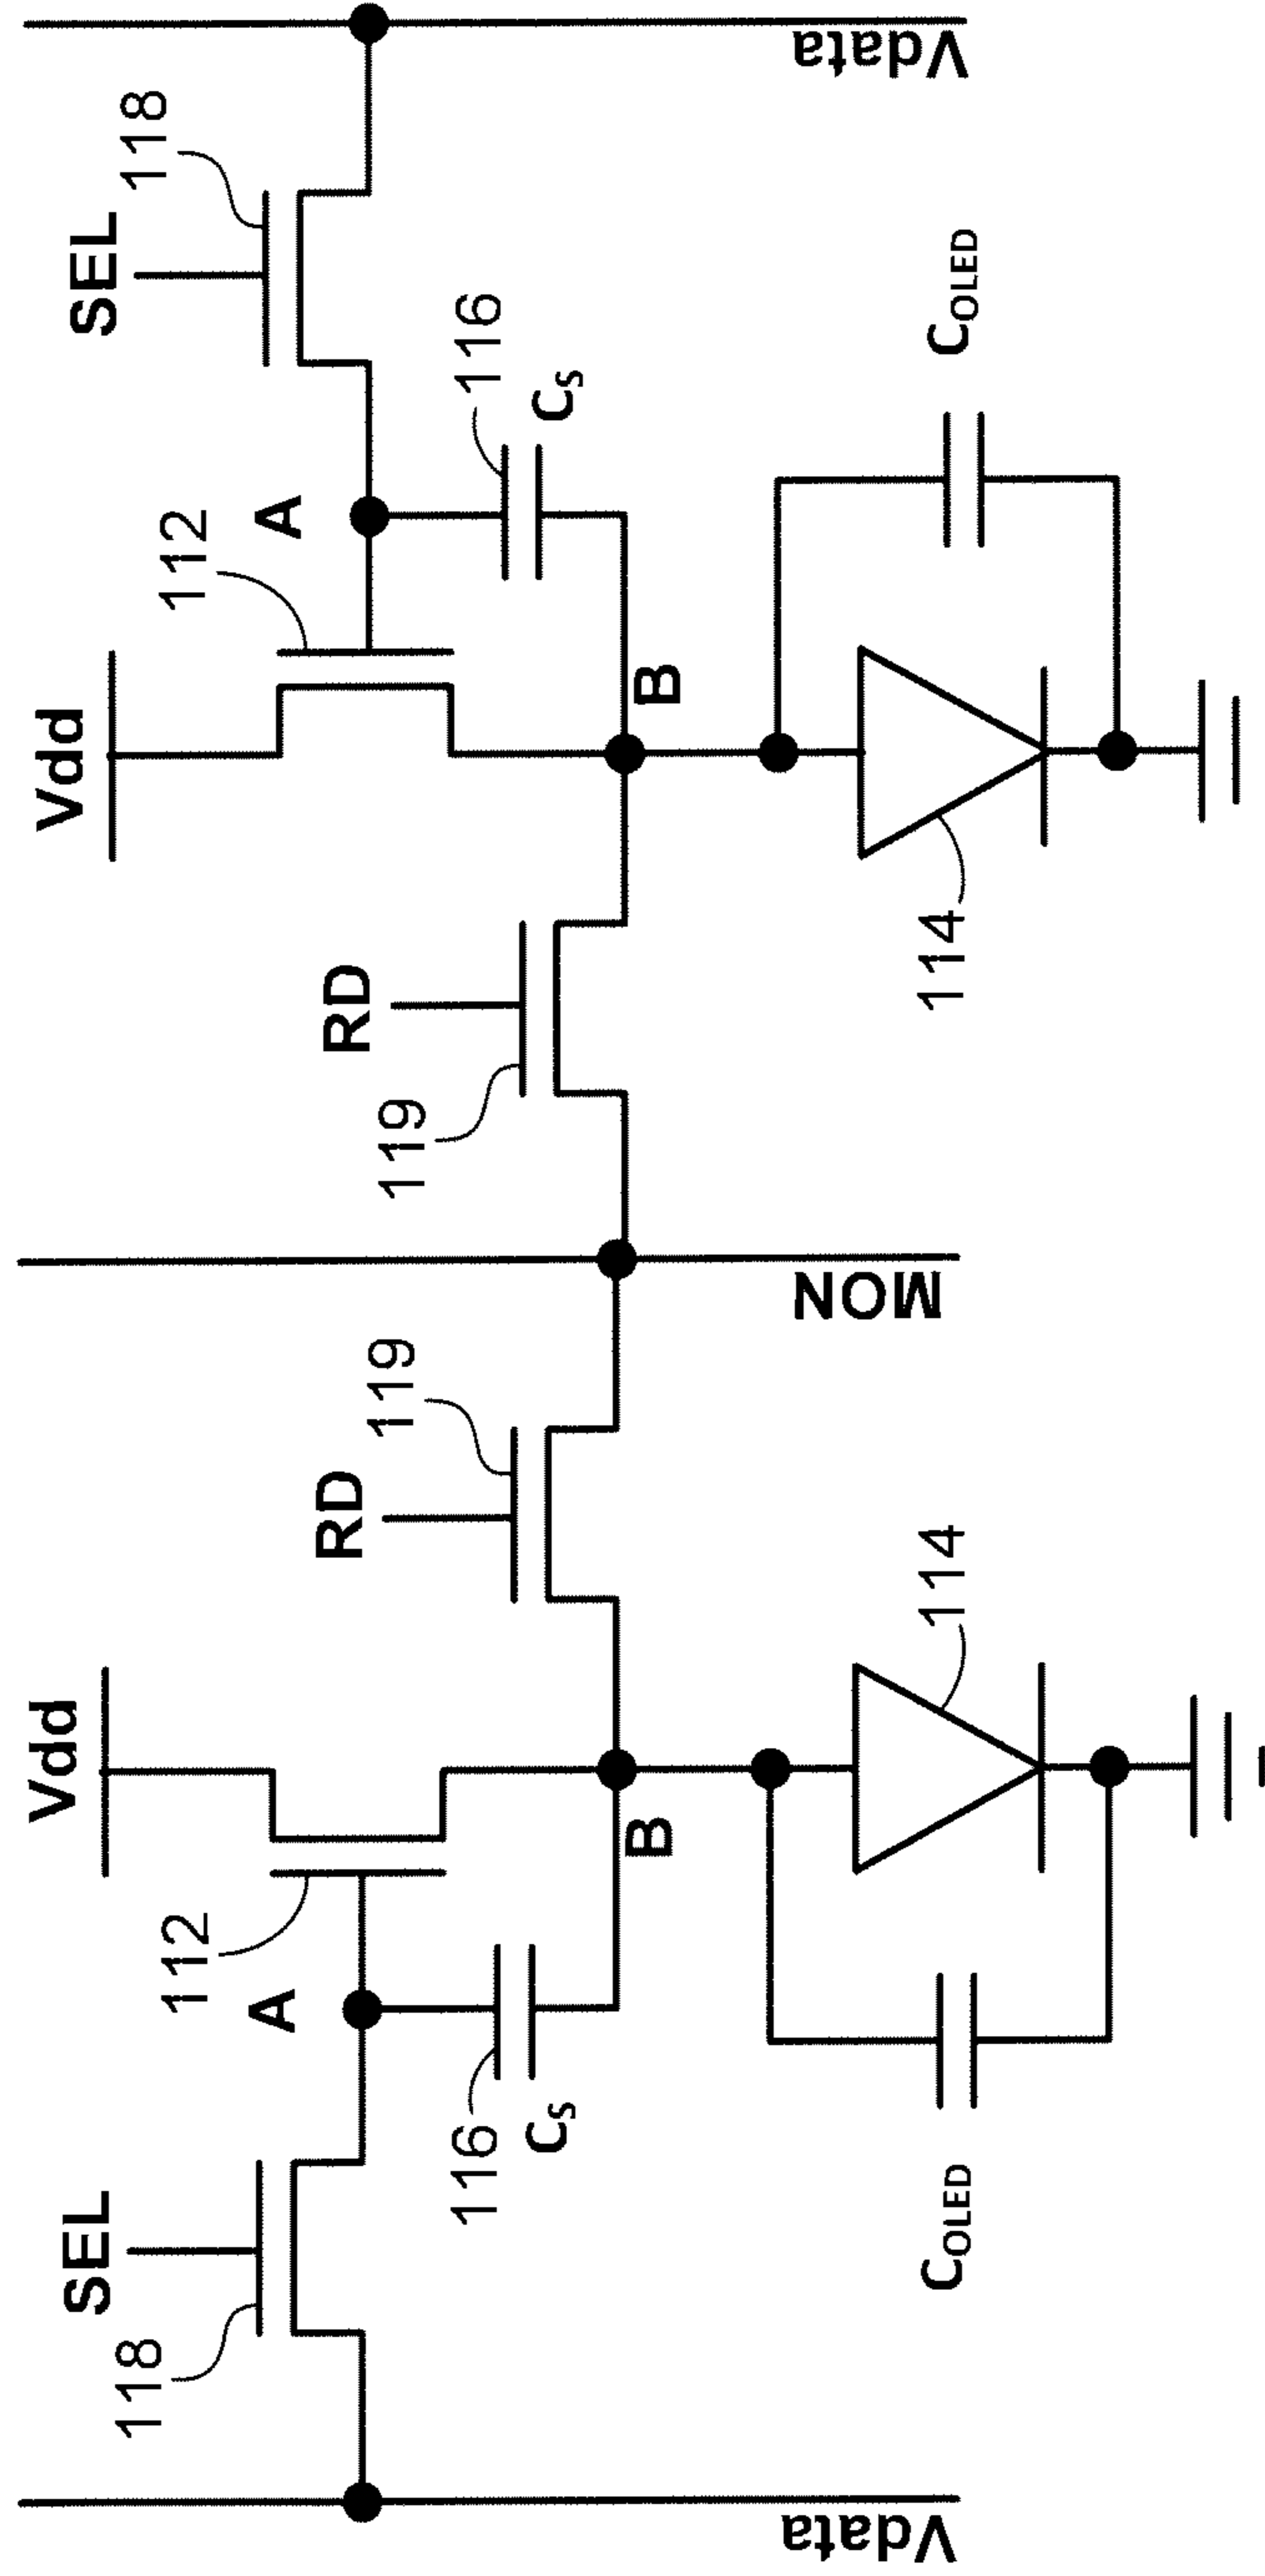 Vdd
Vdd
SEL
118
112
A
RD
119
119
RD
112
A
SEL
118
116
Cs
B
MON
B
116
Cs
Vdata
COLED
114
114
COLED
Vdata